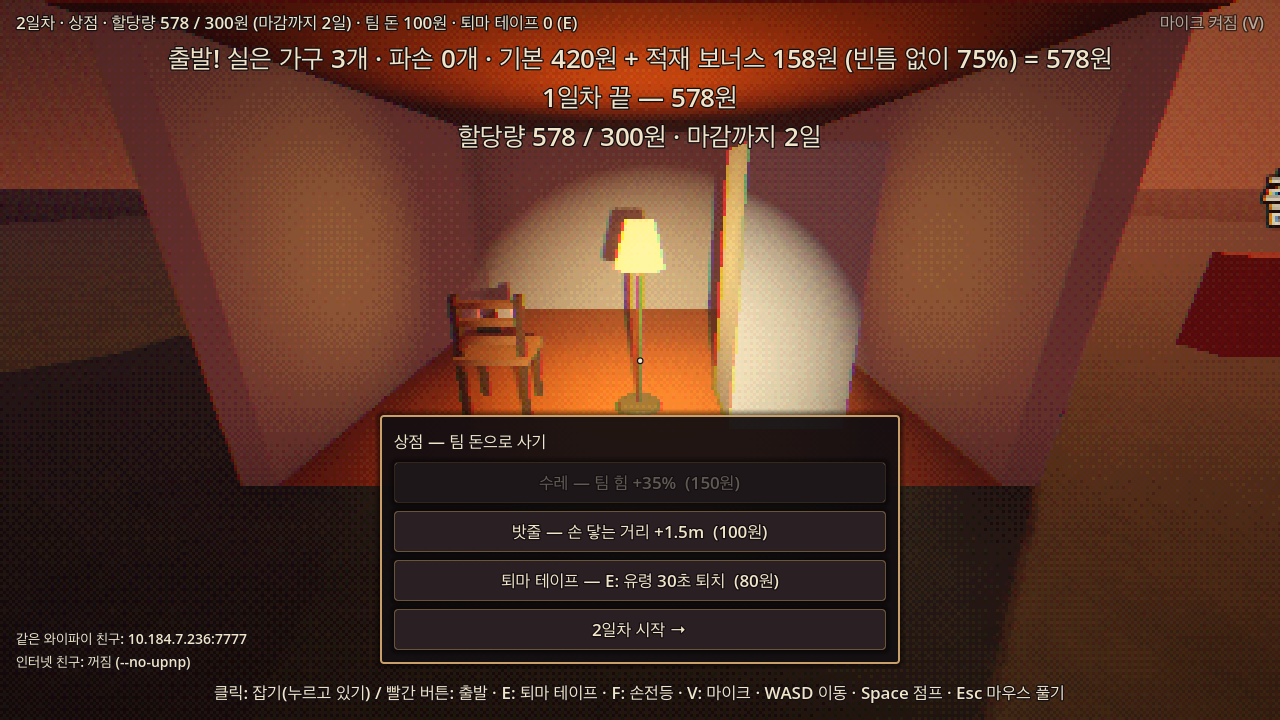 2일차 · 상점 · 할당량 578 / 300원 (마감까지 2일) · 팀 돈 100원 · 퇴마 테이프 0 (E)
마이크 켜짐 (V)
출발! 실은 가구 3개 · 파손 0개 · 기본 420원 + 적재 보너스 158원 (빈틈 없이 75%) = 578원
1일차 끝 — 578원
할당량 578 / 300원 · 마감까지 2일
상점 — 팀 돈으로 사기
수레 — 팀 힘 +35% (150원)
밧줄 — 손 닿는 거리 +1.5m (100원)
퇴마 테이프 — E: 유령 30초 퇴치 (80원)
2일차 시작 →
같은 와이파이 친구: 10.184.7.236:7777
인터넷 친구: 꺼짐 (--no-upnp)
클릭: 잡기(누르고 있기) / 빨간 버튼: 출발 · E: 퇴마 테이프 · F: 손전등 · V: 마이크 · WASD 이동 · Space 점프 · Esc 마우스 풀기